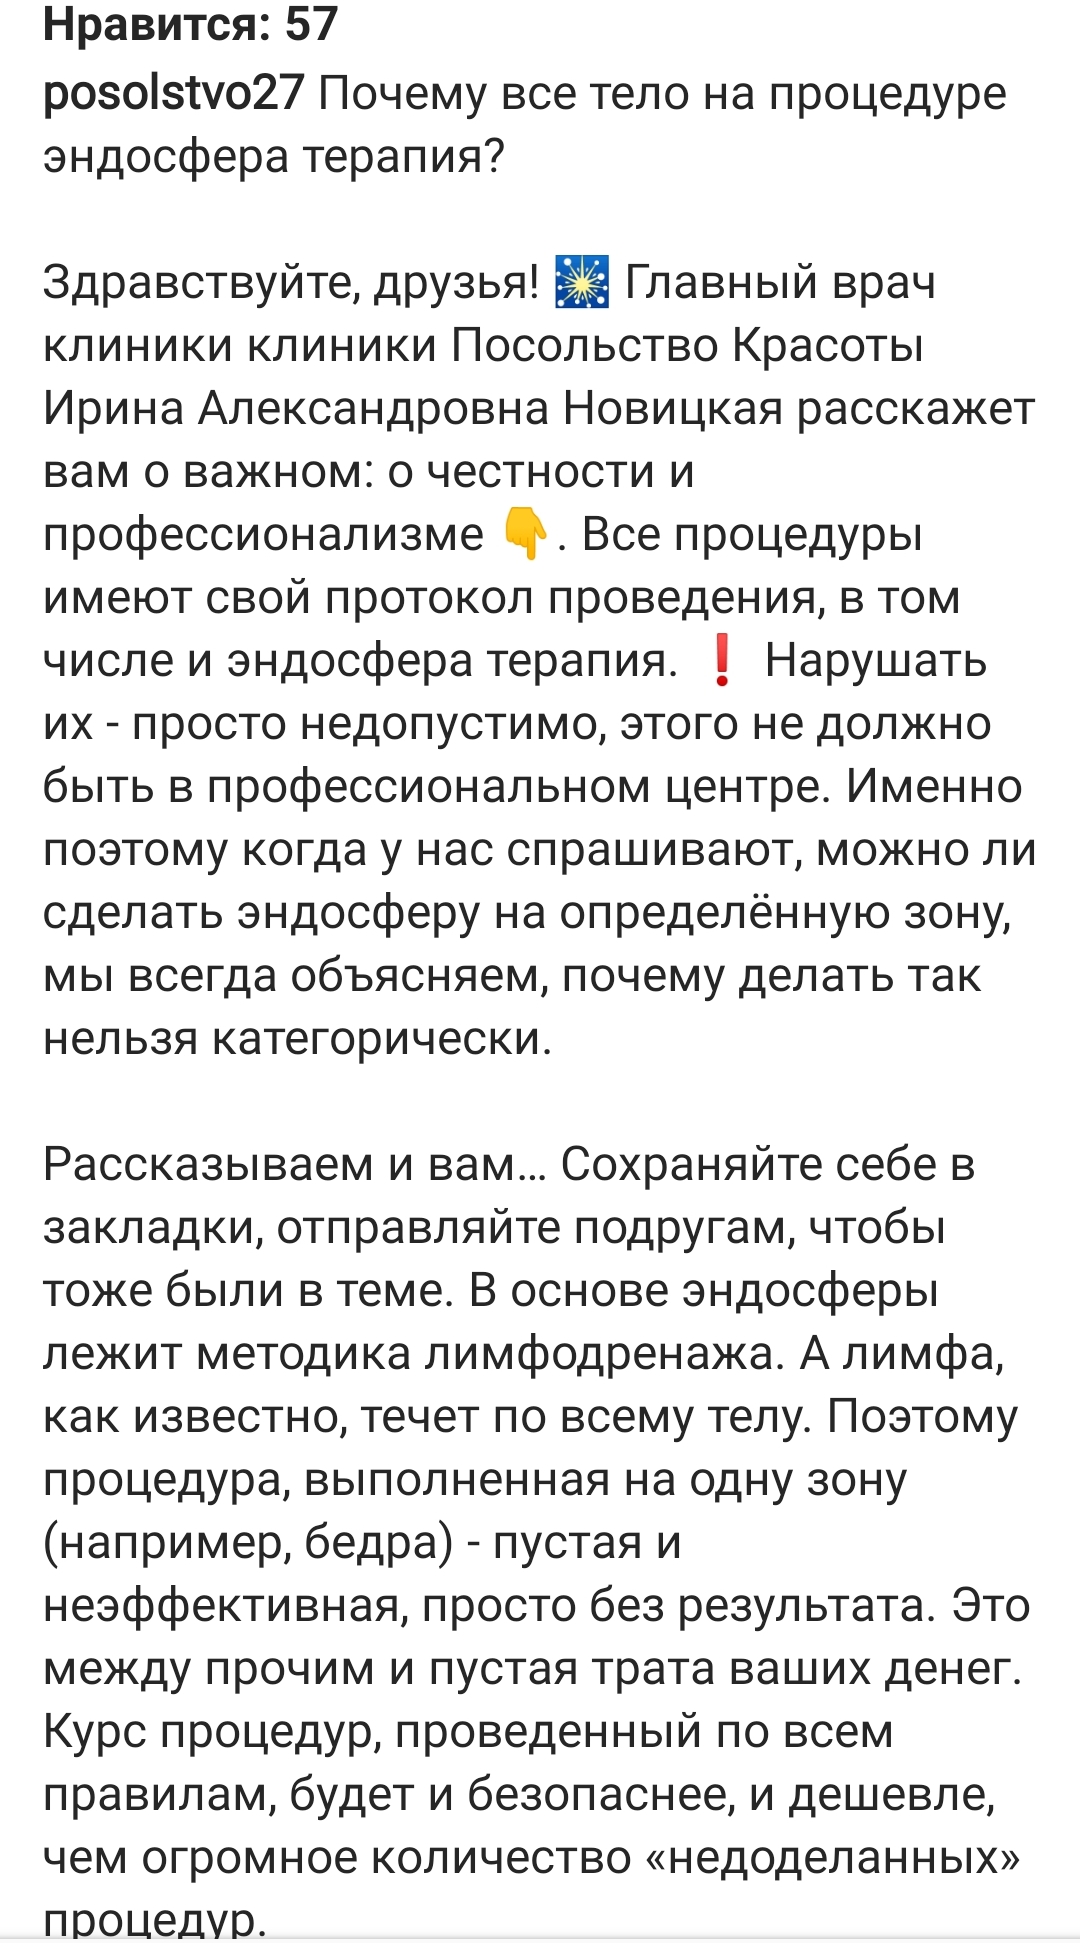 Нравится: 57
posolstvo27 Почему все тело на процедуре
эндосфера терапия?
Здравствуйте, друзья! 🎇 Главный врач
клиники клиники Посольство Красоты
Ирина Александровна Новицкая расскажет
вам о важном: о честности и
профессионализме 👇. Все процедуры
имеют свой протокол проведения, в том
числе и эндосфера терапия. ❗ Нарушать
их - просто недопустимо, этого не должно
быть в профессиональном центре. Именно
поэтому когда у нас спрашивают, можно ли
сделать эндосферу на определённую зону,
мы всегда объясняем, почему делать так
нельзя категорически.
Рассказываем и вам... Сохраняйте себе в
закладки, отправляйте подругам, чтобы
тоже были в теме. В основе эндосферы
лежит методика лимфодренажа. А лимфа,
как известно, течет по всему телу. Поэтому
процедура, выполненная на одну зону
(например, бедра) - пустая и
неэффективная, просто без результата. Это
между прочим и пустая трата ваших денег.
Курс процедур, проведенный по всем
правилам, будет и безопаснее, и дешевле,
чем огромное количество «недоделанных»
процедур.